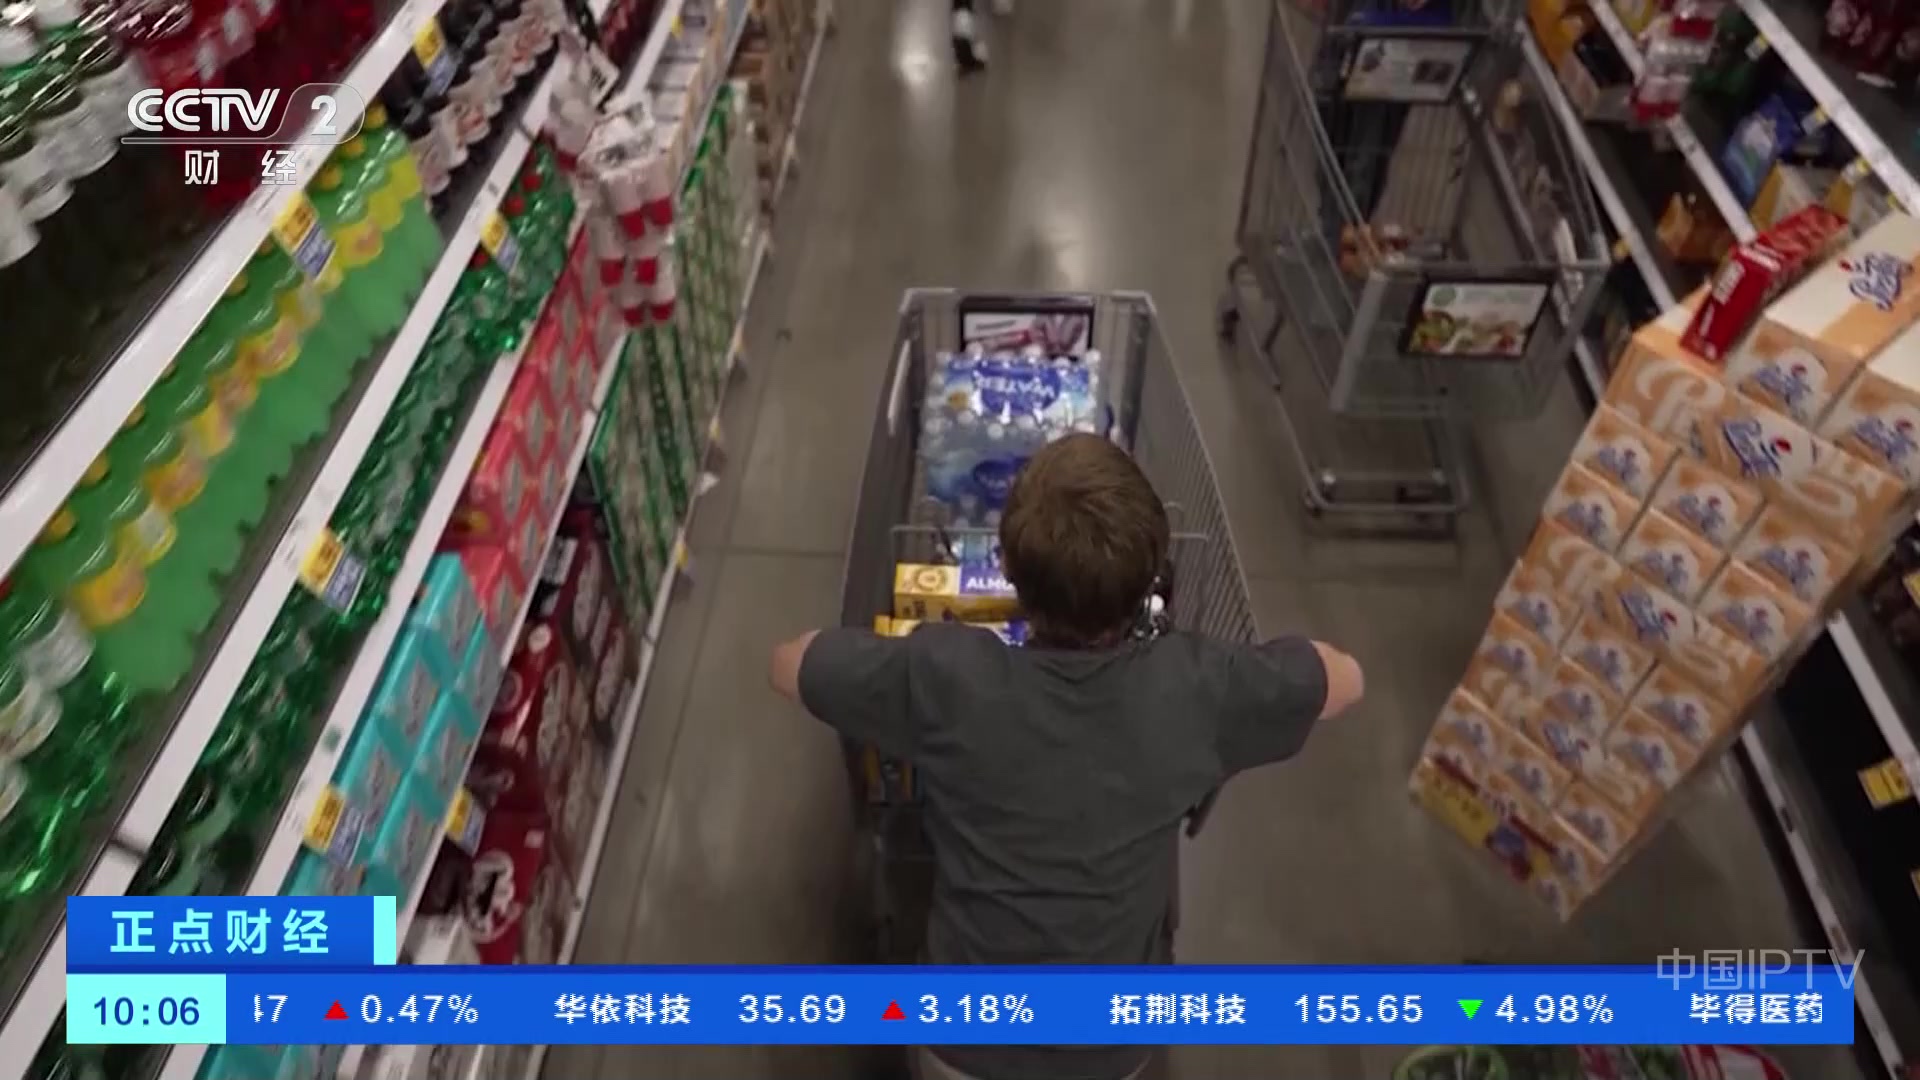 CCTV 2
财 经
WATER
ALM
正点财经
中国IPTV
10:06 47 ▲0.47% 华依科技 35.69 ▲3.18% 拓荆科技 155.65 ▼4.98% 毕得医药